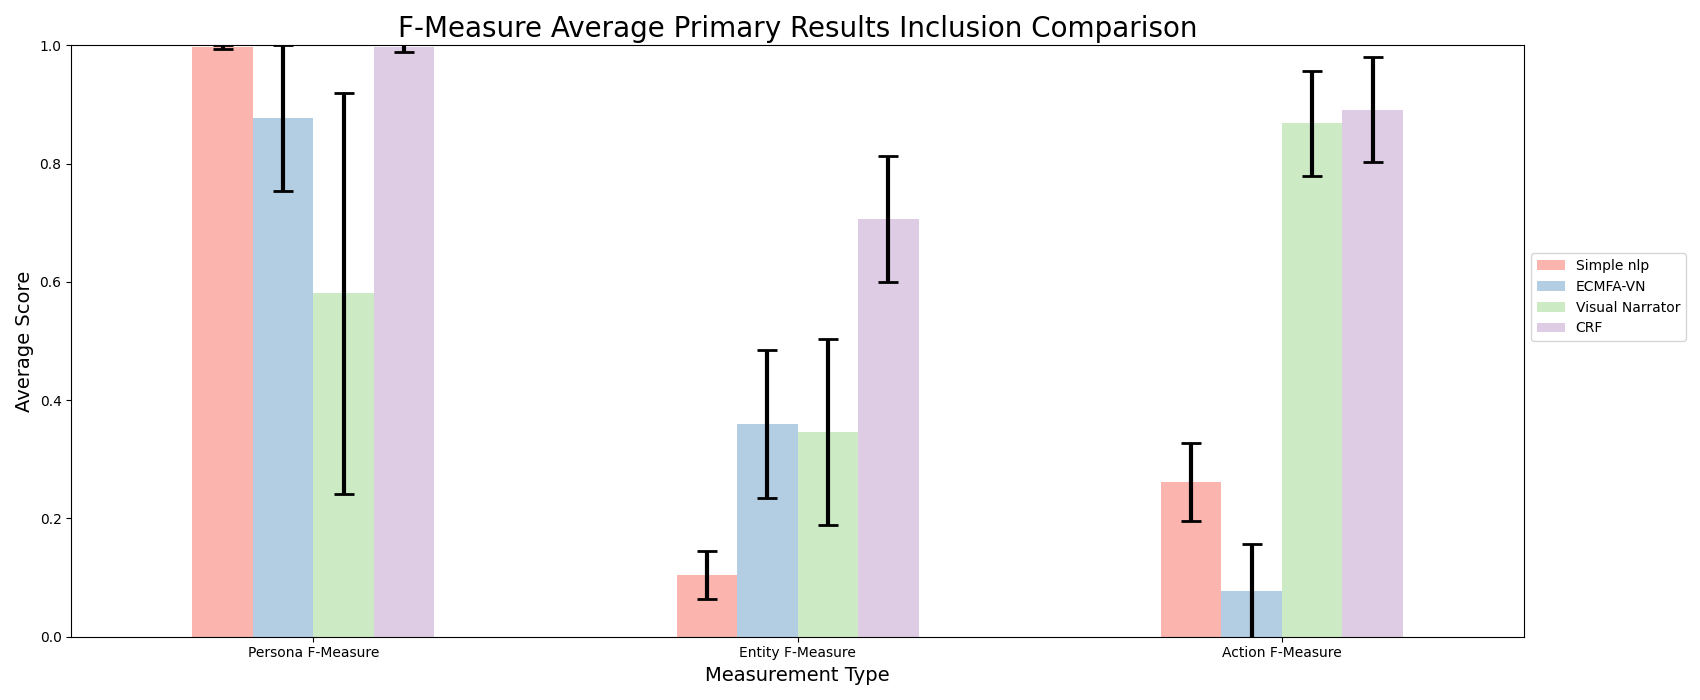 F-Measure Average Primary Results Inclusion Comparison
1.0
0.8
0.6
0.4
0.2
0.0
Average Score
Persona F-Measure
Entity F-Measure
Action F-Measure
Measurement Type
Simple nlp
ECMFA-VN
Visual Narrator
CRF